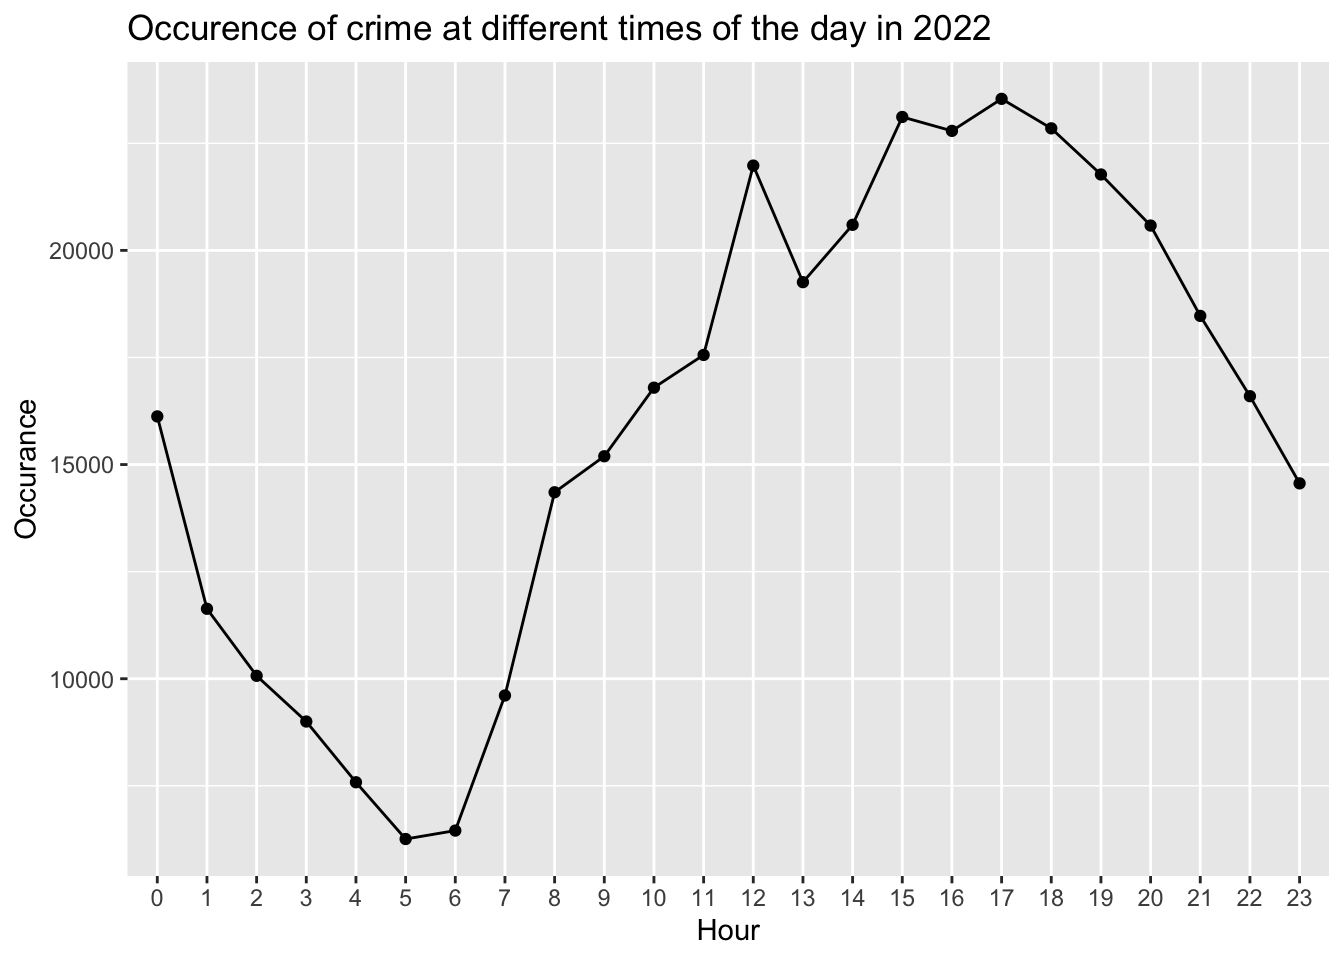 Occurence of crime at different times of the day in 2022
Occurance
20000
15000
10000
0 1 2 3 4 5 6 7 8 9 10 11 12 13 14 15 16 17 18 19 20 21 22 23
Hour